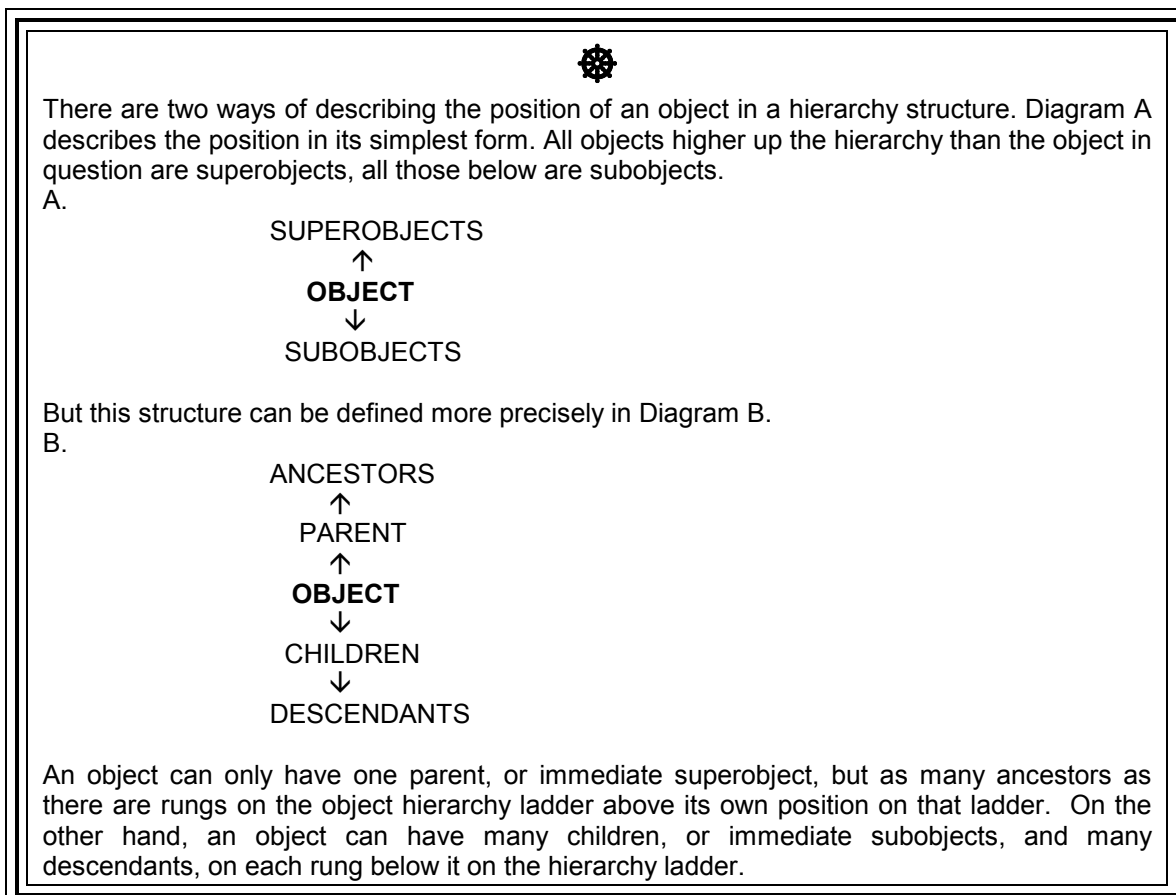 There are two ways of describing the position of an object in a hierarchy structure. Diagram A
describes the position in its simplest form. All objects higher up the hierarchy than the object in
question are superobjects, all those below are subobjects.
A.
SUPEROBJECTS
↑
OBJECT
↓
SUBOBJECTS
But this structure can be defined more precisely in Diagram B.
B.
ANCESTORS
↑
PARENT
↑
OBJECT
↓
CHILDREN
↓
DESCENDANTS
An object can only have one parent, or immediate superobject, but as many ancestors as
there are rungs on the object hierarchy ladder above its own position on that ladder. On the
other hand, an object can have many children, or immediate subobjects, and many
descendants, on each rung below it on the hierarchy ladder.